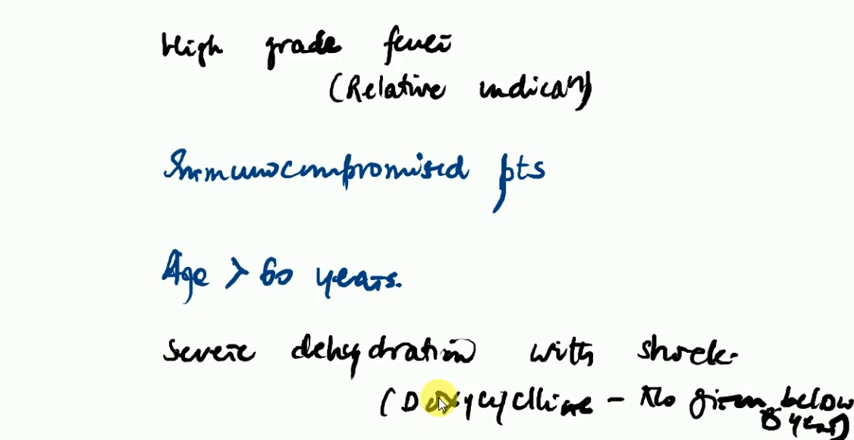 High grade fever
(Relative indican)
Immunocompromised pts
Age > 60 years.
Severe dehydration with shock.
(Doxycycline - No given below
8 years)